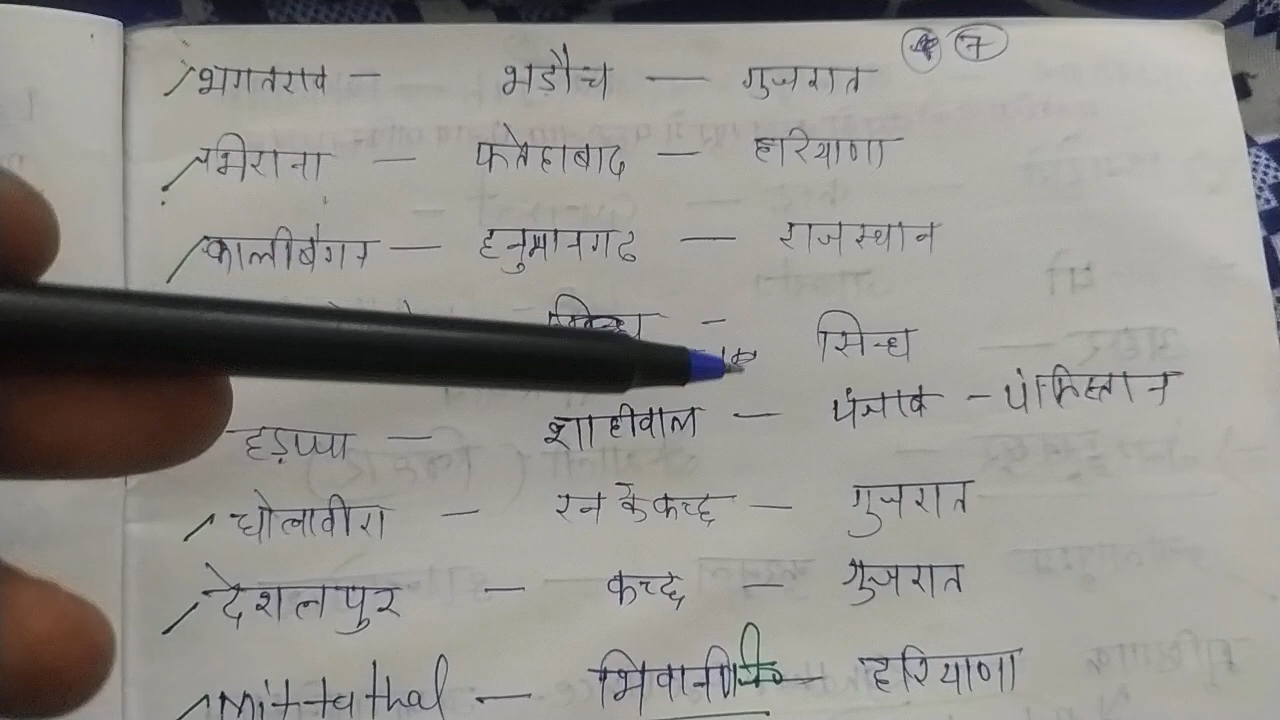 7
भगतराव – भड़ौच — गुजरात
भिराना – फतेहाबाद – हरियाणा
कालीबंगन — हनुमानगढ — राजस्थान
– सिन्ध
हड़प्पा – शाहीवाल – पंजाब - पाकिस्तान
धोलावीरा – रन के कच्छ – गुजरात
देशलपुर – कच्छ – गुजरात
Mittathal – भिवानी – हरियाणा